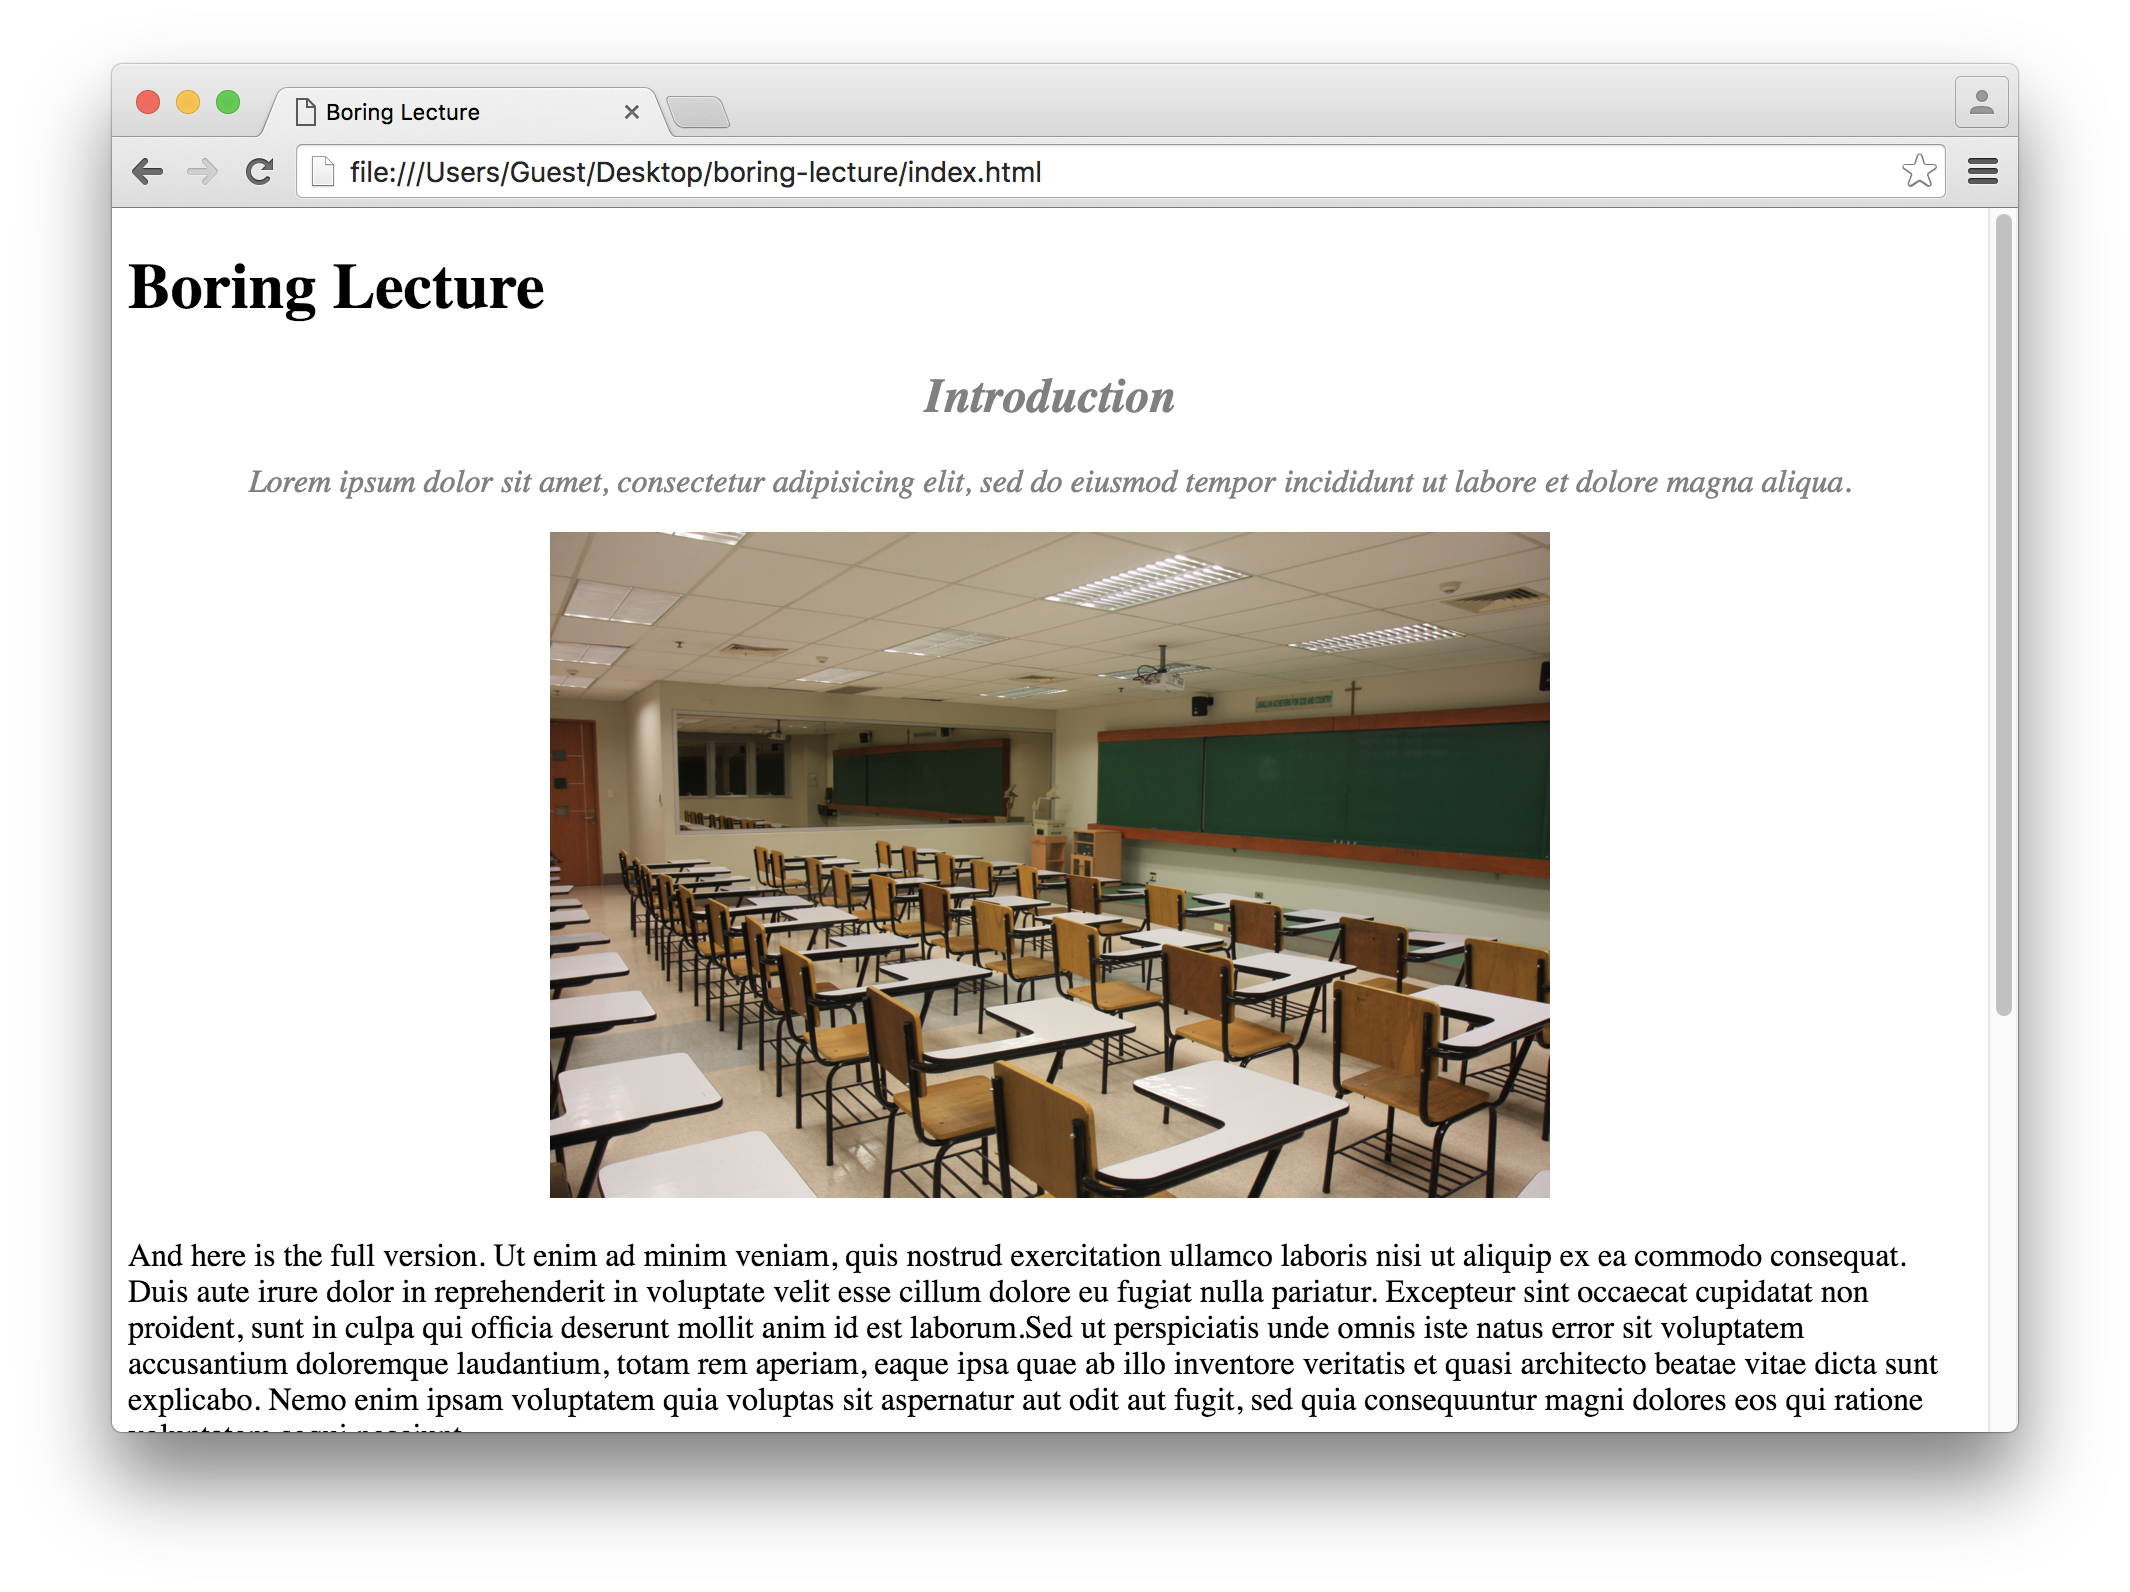 Boring Lecture
file:///Users/Guest/Desktop/boring-lecture/index.html
Boring Lecture
Introduction
Lorem ipsum dolor sit amet, consectetur adipisicing elit, sed do eiusmod tempor incididunt ut labore et dolore magna aliqua.
And here is the full version. Ut enim ad minim veniam, quis nostrud exercitation ullamco laboris nisi ut aliquip ex ea commodo consequat.
Duis aute irure dolor in reprehenderit in voluptate velit esse cillum dolore eu fugiat nulla pariatur. Excepteur sint occaecat cupidatat non
proident, sunt in culpa qui officia deserunt mollit anim id est laborum.Sed ut perspiciatis unde omnis iste natus error sit voluptatem
accusantium doloremque laudantium, totam rem aperiam, eaque ipsa quae ab illo inventore veritatis et quasi architecto beatae vitae dicta sunt
explicabo. Nemo enim ipsam voluptatem quia voluptas sit aspernatur aut odit aut fugit, sed quia consequuntur magni dolores eos qui ratione